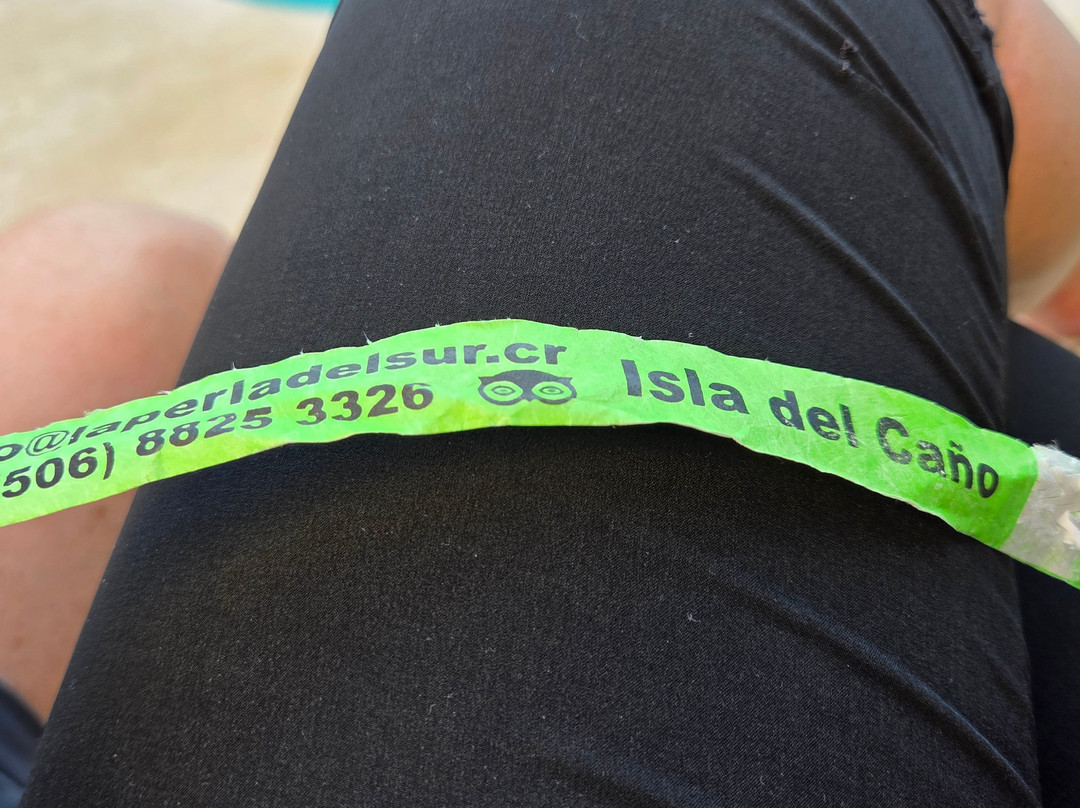 o@laperladelsur.cr
506) 8825 3326
Isla del Caño